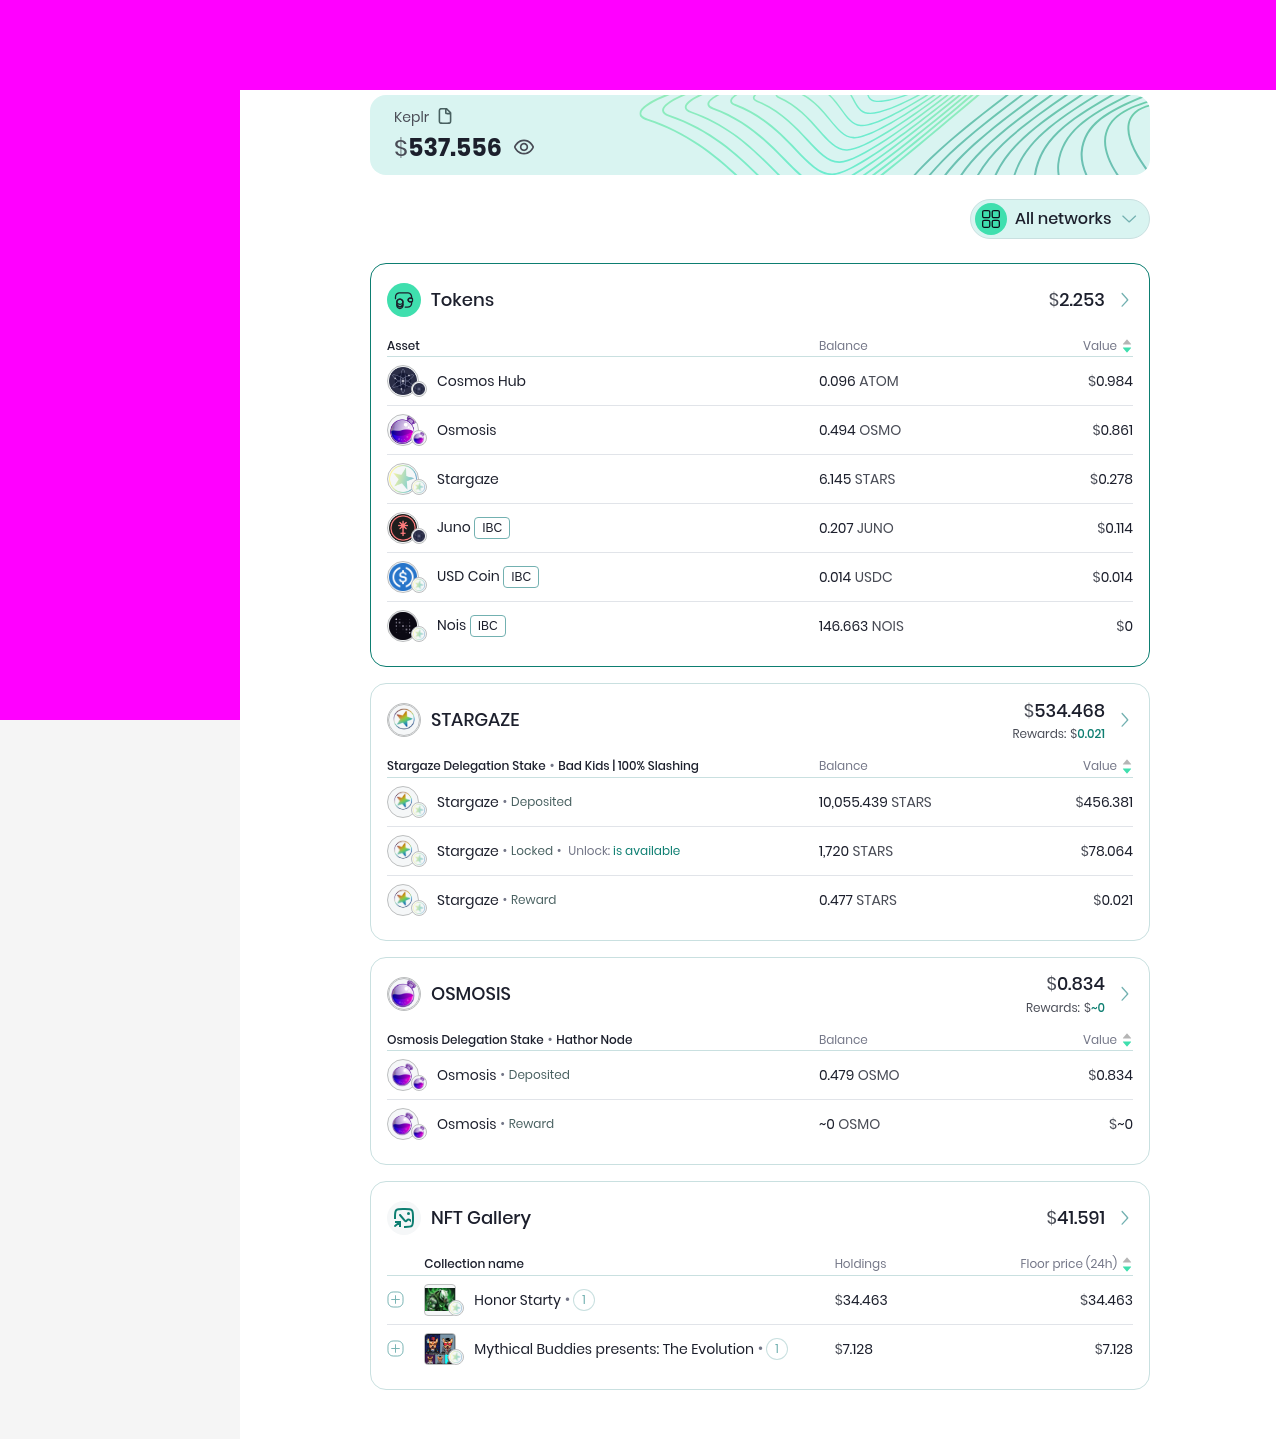 Keplr
$537.556
All networks
Tokens $2.253
Asset Balance Value
Cosmos Hub 0.096 ATOM $0.984
Osmosis 0.494 OSMO $0.861
Stargaze 6.145 STARS $0.278
Juno IBC 0.207 JUNO $0.114
USD Coin IBC 0.014 USDC $0.014
Nois IBC 146.663 NOIS $0
STARGAZE $534.468
Rewards: $0.021
Stargaze Delegation Stake • Bad Kids | 100% Slashing Balance Value
Stargaze • Deposited 10,055.439 STARS $456.381
Stargaze • Locked • Unlock: is available 1,720 STARS $78.064
Stargaze • Reward 0.477 STARS $0.021
OSMOSIS $0.834
Rewards: $~0
Osmosis Delegation Stake • Hathor Node Balance Value
Osmosis • Deposited 0.479 OSMO $0.834
Osmosis • Reward ~0 OSMO $~0
NFT Gallery $41.591
Collection name Holdings Floor price (24h)
Honor Starty • 1 $34.463 $34.463
Mythical Buddies presents: The Evolution • 1 $7.128 $7.128